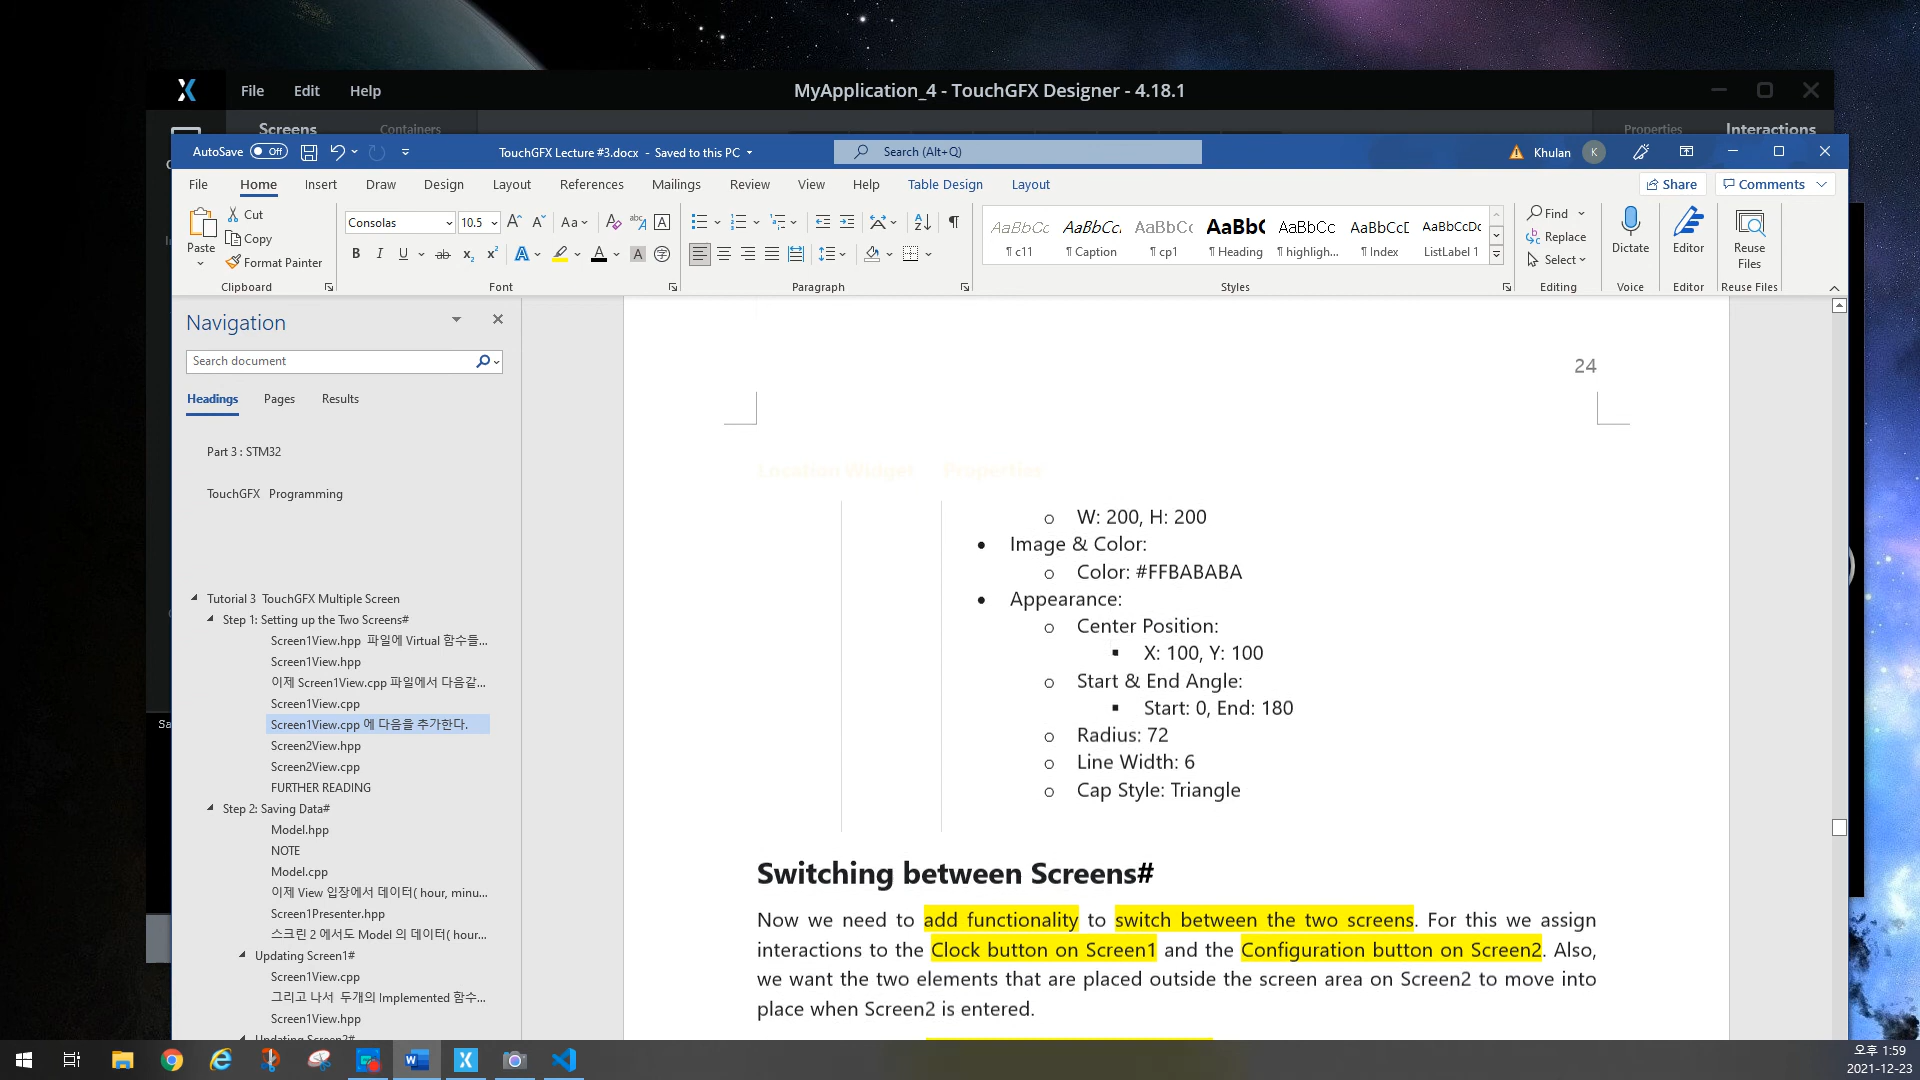 File Edit Help
MyApplication_4 - TouchGFX Designer - 4.18.1
Screens Containers
Properties Interactions
AutoSave Off
TouchGFX Lecture #3.docx - Saved to this PC
Search (Alt+Q)
Khulan K
File Home Insert Draw Design Layout References Mailings Review View Help Table Design Layout
Share Comments
Paste
Cut
Copy
Format Painter
Clipboard
Consolas 10.5
Font
Paragraph
AaBbCc AaBbCc AaBbCc AaBbC AaBbCc AaBbCcD AaBbCcDc
¶ c11 ¶ Caption ¶ cp1 ¶ Heading ¶ highligh... ¶ Index ListLabel 1
Styles
Find
Replace
Select
Editing
Dictate
Voice
Editor
Editor
Reuse
Files
Reuse Files
Navigation
Search document
Headings Pages Results
Part 3 : STM32
TouchGFX Programming
Tutorial 3 TouchGFX Multiple Screen
Step 1: Setting up the Two Screens#
Screen1View.hpp 파일에 Virtual 함수들...
Screen1View.hpp
이제 Screen1View.cpp 파일에서 다음같...
Screen1View.cpp
Screen1View.cpp 에 다음을 추가한다.
Screen2View.hpp
Screen2View.cpp
FURTHER READING
Step 2: Saving Data#
Model.hpp
NOTE
Model.cpp
이제 View 입장에서 데이터( hour, minu...
Screen1Presenter.hpp
스크린 2 에서도 Model 의 데이터( hour...
Updating Screen1#
Screen1View.cpp
그리고 나서 두개의 Implemented 함수...
Screen1View.hpp
Updating Screen2#
24
Location Widget Properties
o W: 200, H: 200
• Image & Color:
o Color: #FFBABABA
• Appearance:
o Center Position:
▪ X: 100, Y: 100
o Start & End Angle:
▪ Start: 0, End: 180
o Radius: 72
o Line Width: 6
o Cap Style: Triangle
Switching between Screens#
Now we need to add functionality to switch between the two screens. For this we assign
interactions to the Clock button on Screen1 and the Configuration button on Screen2. Also,
we want the two elements that are placed outside the screen area on Screen2 to move into
place when Screen2 is entered.
오후 1:59
2021-12-23